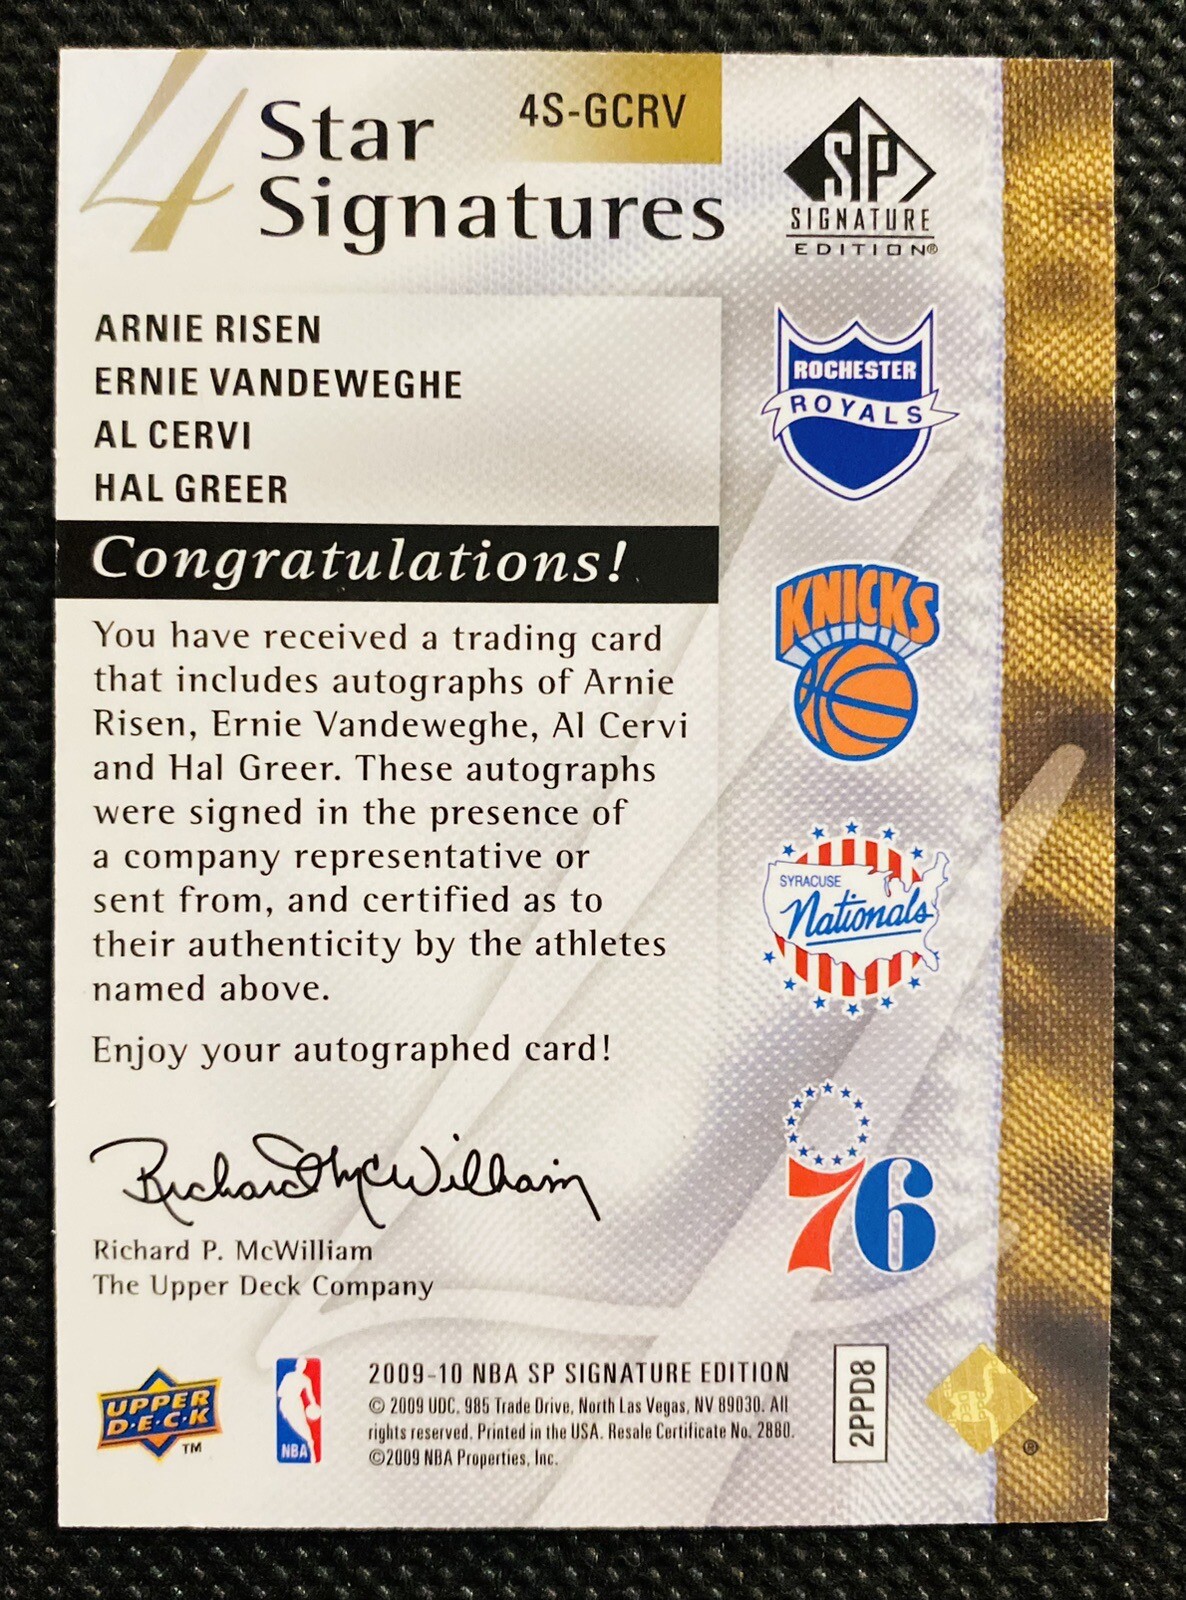 4 Star
Signatures
4S-GCRV
SP
SIGNATURE
EDITION®
ARNIE RISEN
ERNIE VANDEWEGHE
AL CERVI
HAL GREER
Congratulations!
You have received a trading card
that includes autographs of Arnie
Risen, Ernie Vandeweghe, Al Cervi
and Hal Greer. These autographs
were signed in the presence of
a company representative or
sent from, and certified as to
their authenticity by the athletes
named above.
Enjoy your autographed card!
Richard McWilliam
Richard P. McWilliam
The Upper Deck Company
ROCHESTER
ROYALS
KNICKS
SYRACUSE
Nationals
76
UPPER
D·E·C·K
TM
NBA
2009-10 NBA SP SIGNATURE EDITION
© 2009 UDC. 985 Trade Drive, North Las Vegas, NV 89030. All
rights reserved. Printed in the USA. Resale Certificate No. 2880.
©2009 NBA Properties, Inc.
2PPD8
®